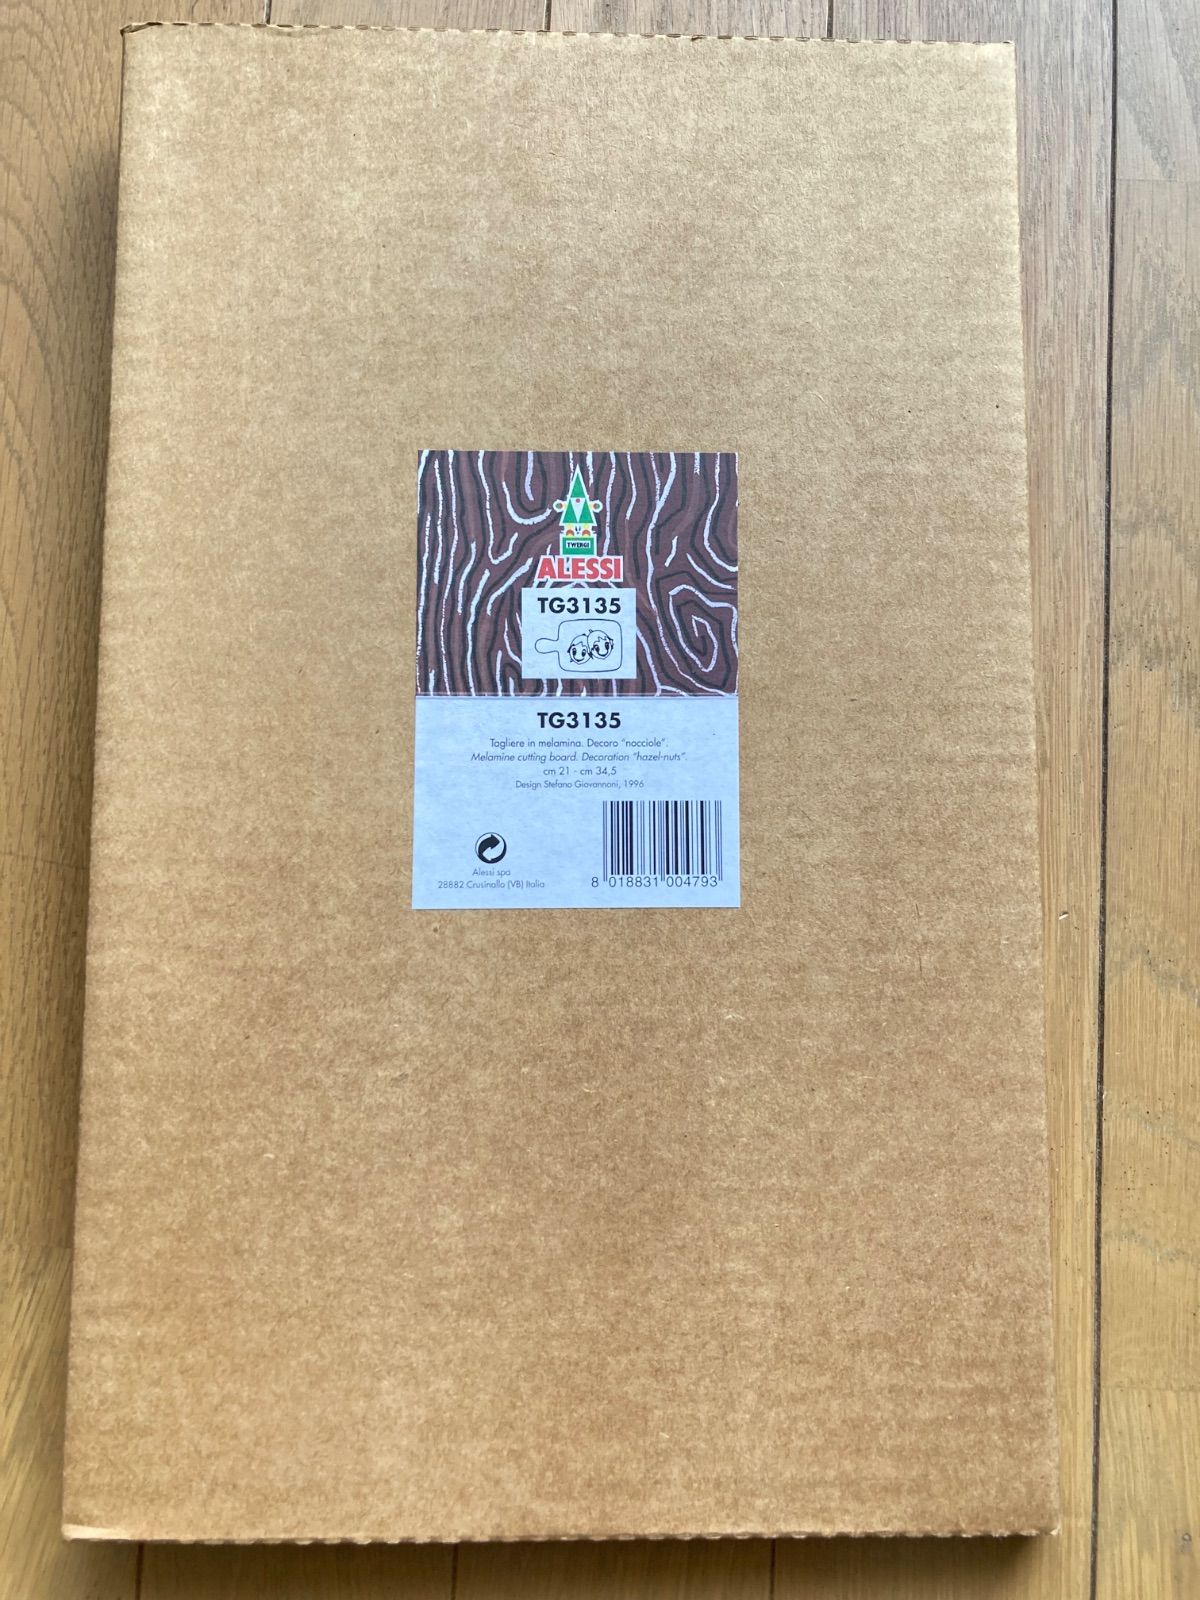 TWERGI
ALESSI
TG3135
TG3135
Tagliere in melamina. Decoro "nocciole".
Melamine cutting board. Decoration "hazel-nuts".
cm 21 - cm 34,5
Design Stefano Giovannoni, 1996
Alessi spa
28882 Crusinallo (VB) Italia
8 018831 004793